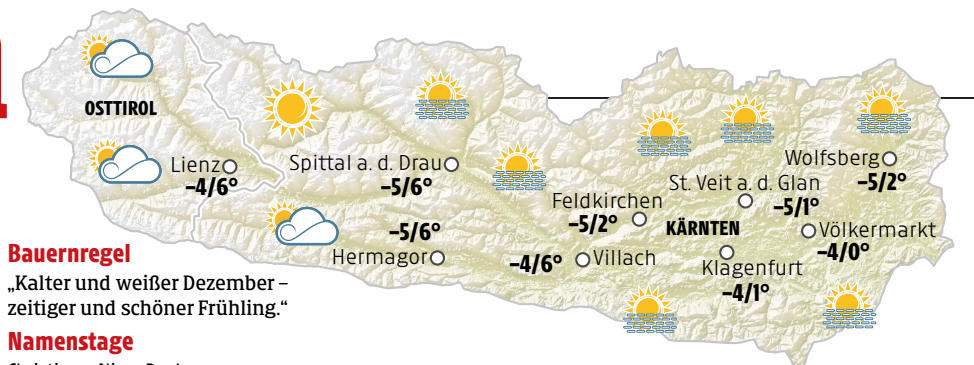 OSTTIROL
Lienz
–4/6°
Spittal a. d. Drau
–5/6°
Wolfsberg
–5/2°
St. Veit a. d. Glan
–5/1°
Feldkirchen
–5/2°
KÄRNTEN
Völkermarkt
–4/0°
–5/6°
Hermagor
–4/6°
Villach
Klagenfurt
–4/1°
Bauernregel
„Kalter und weißer Dezember –
zeitiger und schöner Frühling.“
Namenstage